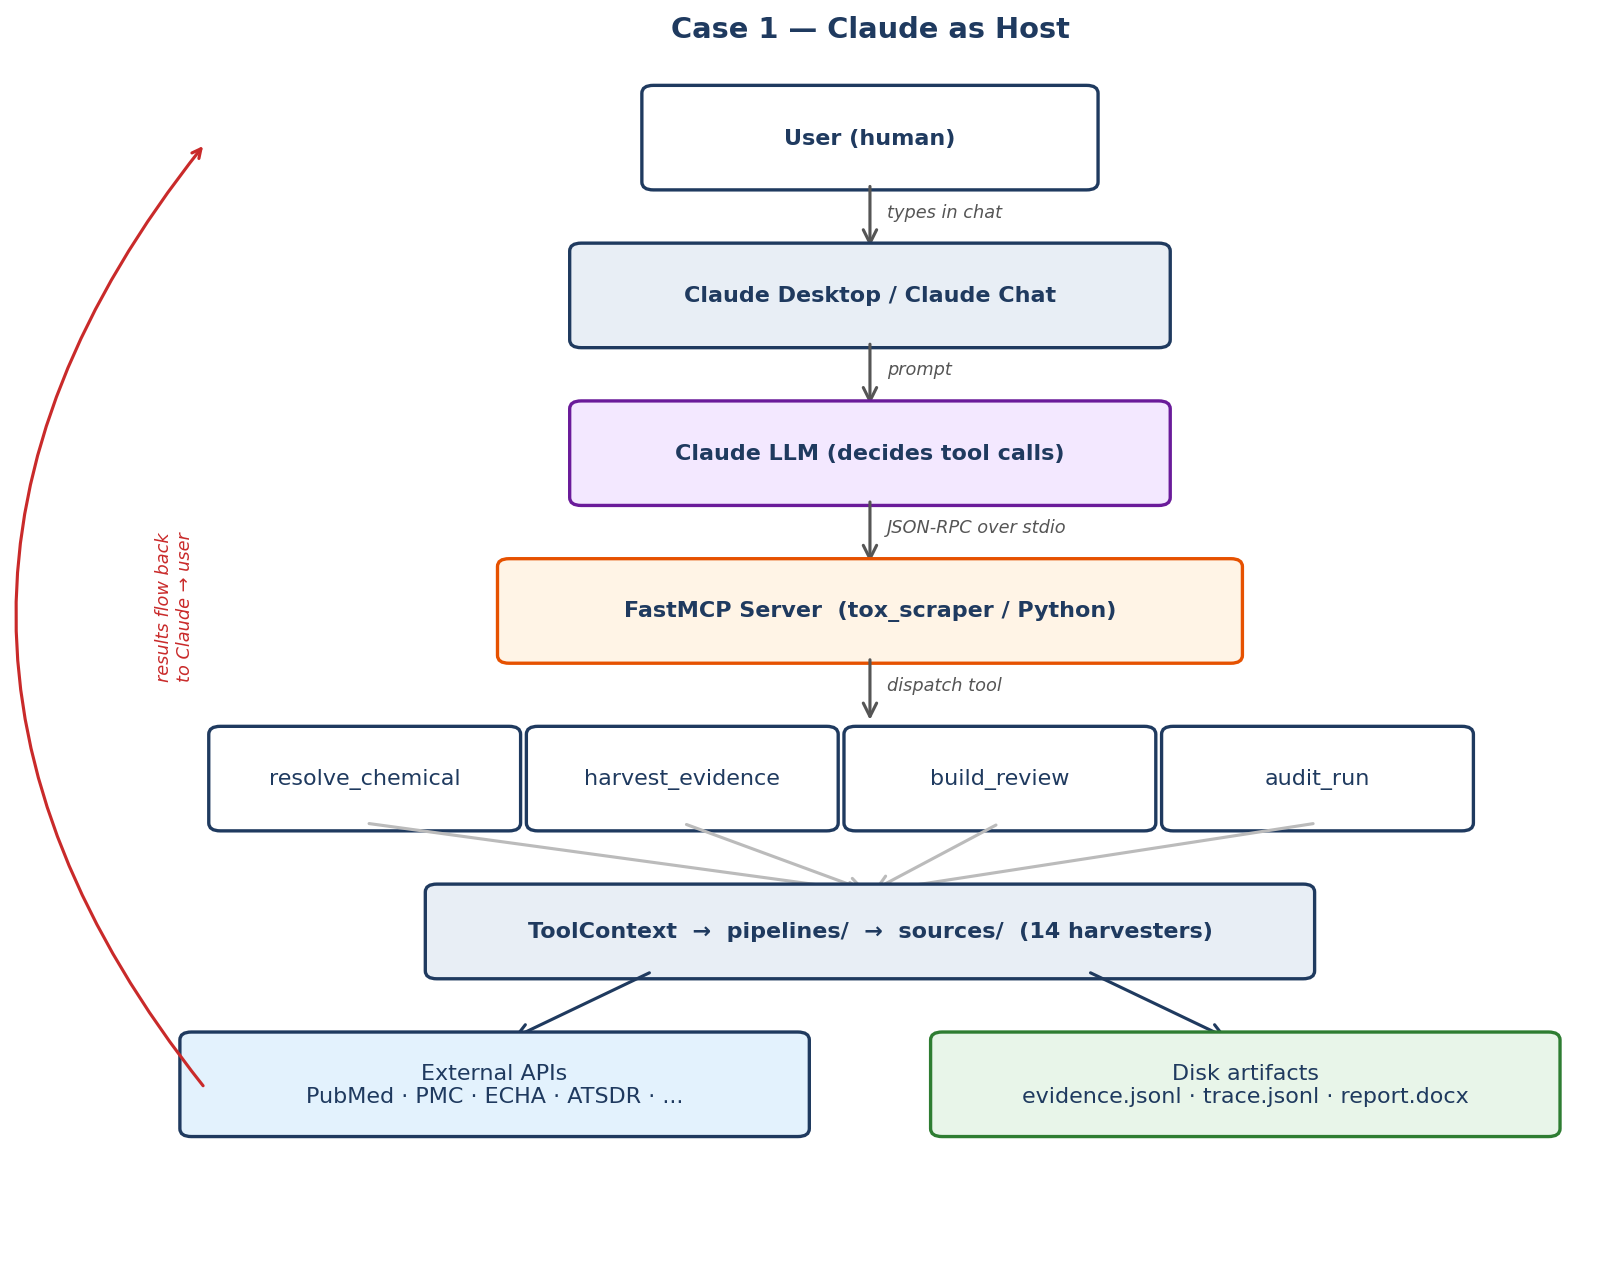 Case 1 — Claude as Host
User (human)
types in chat
Claude Desktop / Claude Chat
prompt
Claude LLM (decides tool calls)
JSON-RPC over stdio
FastMCP Server  (tox_scraper / Python)
dispatch tool
results flow back
to Claude → user
resolve_chemical
harvest_evidence
build_review
audit_run
ToolContext  →  pipelines/  →  sources/  (14 harvesters)
External APIs
PubMed · PMC · ECHA · ATSDR · ...
Disk artifacts
evidence.jsonl · trace.jsonl · report.docx